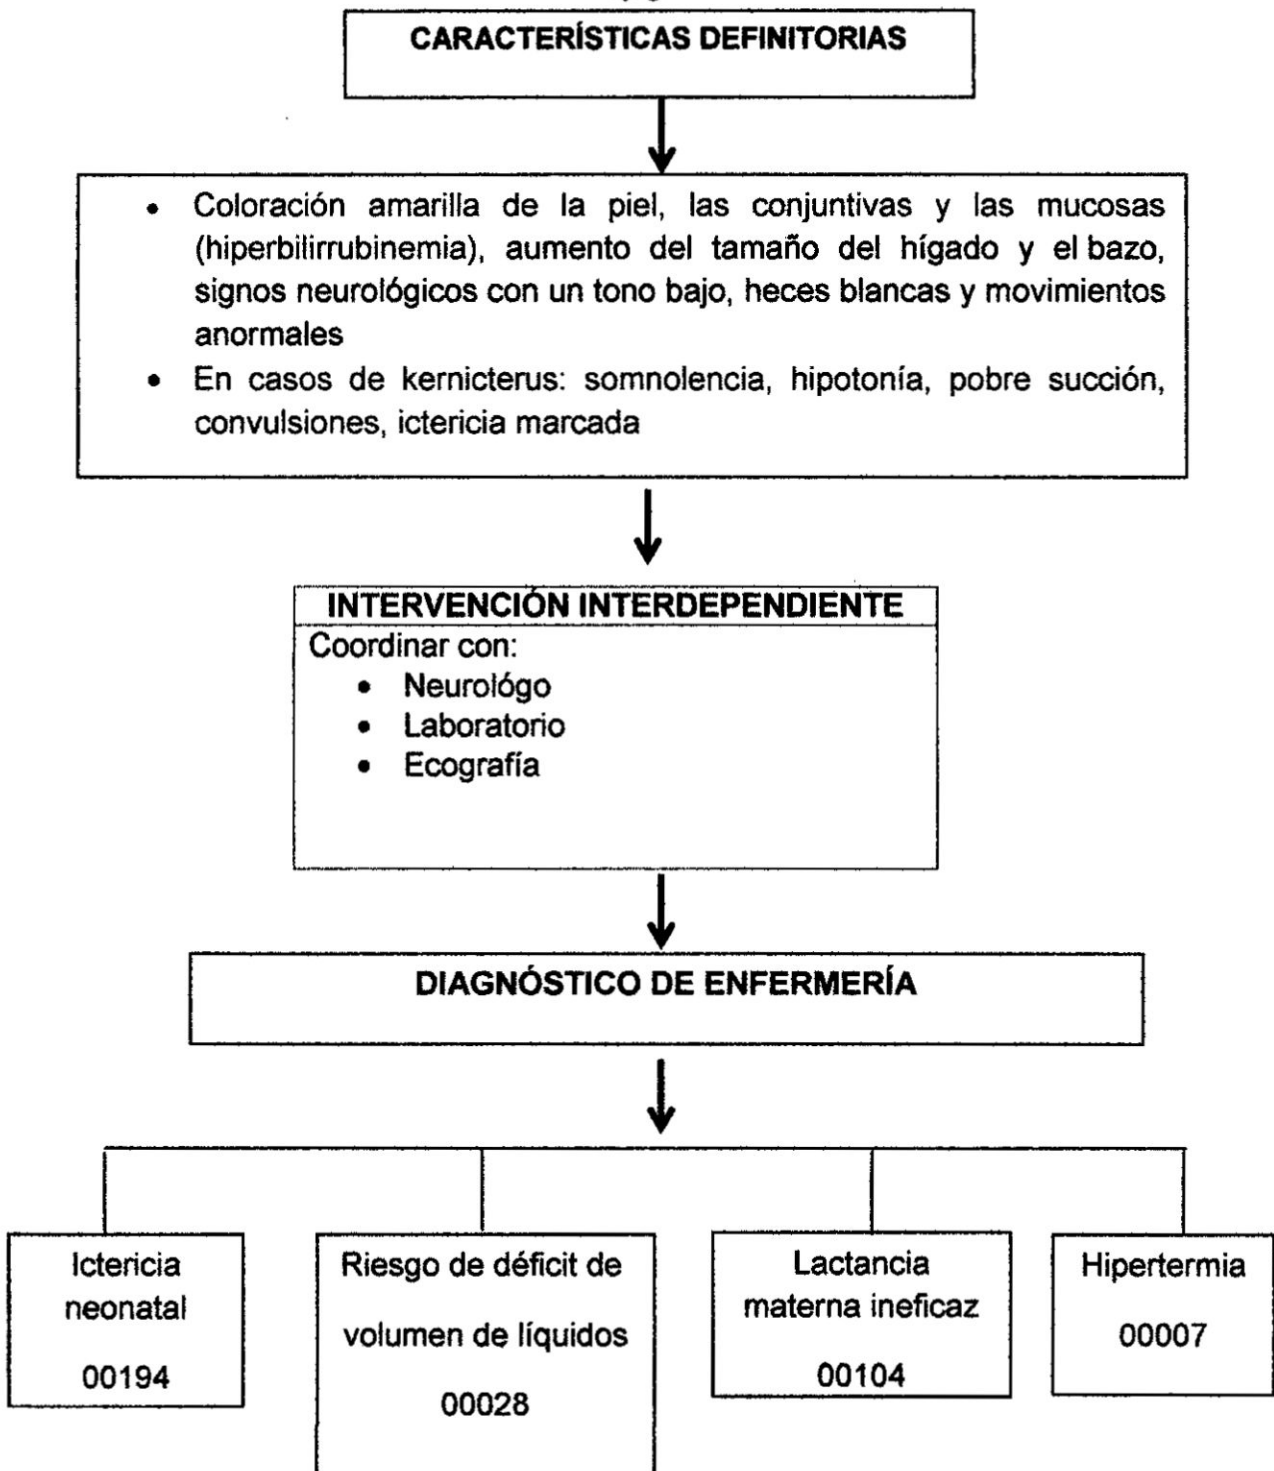 CARACTERÍSTICAS DEFINITORIAS
• Coloración amarilla de la piel, las conjuntivas y las mucosas
(hiperbilirrubinemia), aumento del tamaño del hígado y el bazo,
signos neurológicos con un tono bajo, heces blancas y movimientos
anormales
• En casos de kernicterus: somnolencia, hipotonía, pobre succión,
convulsiones, ictericia marcada
INTERVENCIÓN INTERDEPENDIENTE
Coordinar con:
• Neurológo
• Laboratorio
• Ecografía
DIAGNÓSTICO DE ENFERMERÍA
Ictericia
neonatal
00194
Riesgo de déficit de
volumen de líquidos
00028
Lactancia
materna ineficaz
00104
Hipertermia
00007